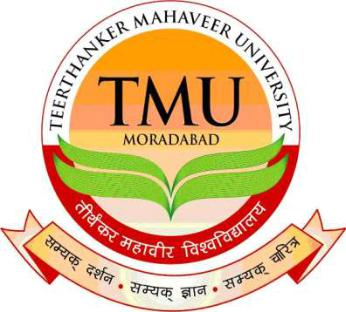 TEERTHANKER MAHAVEER UNIVERSITY
TMU
MORADABAD
तीर्थंकर महावीर विश्वविद्यालय
सम्यक् दर्शन • सम्यक् ज्ञान • सम्यक् चारित्र